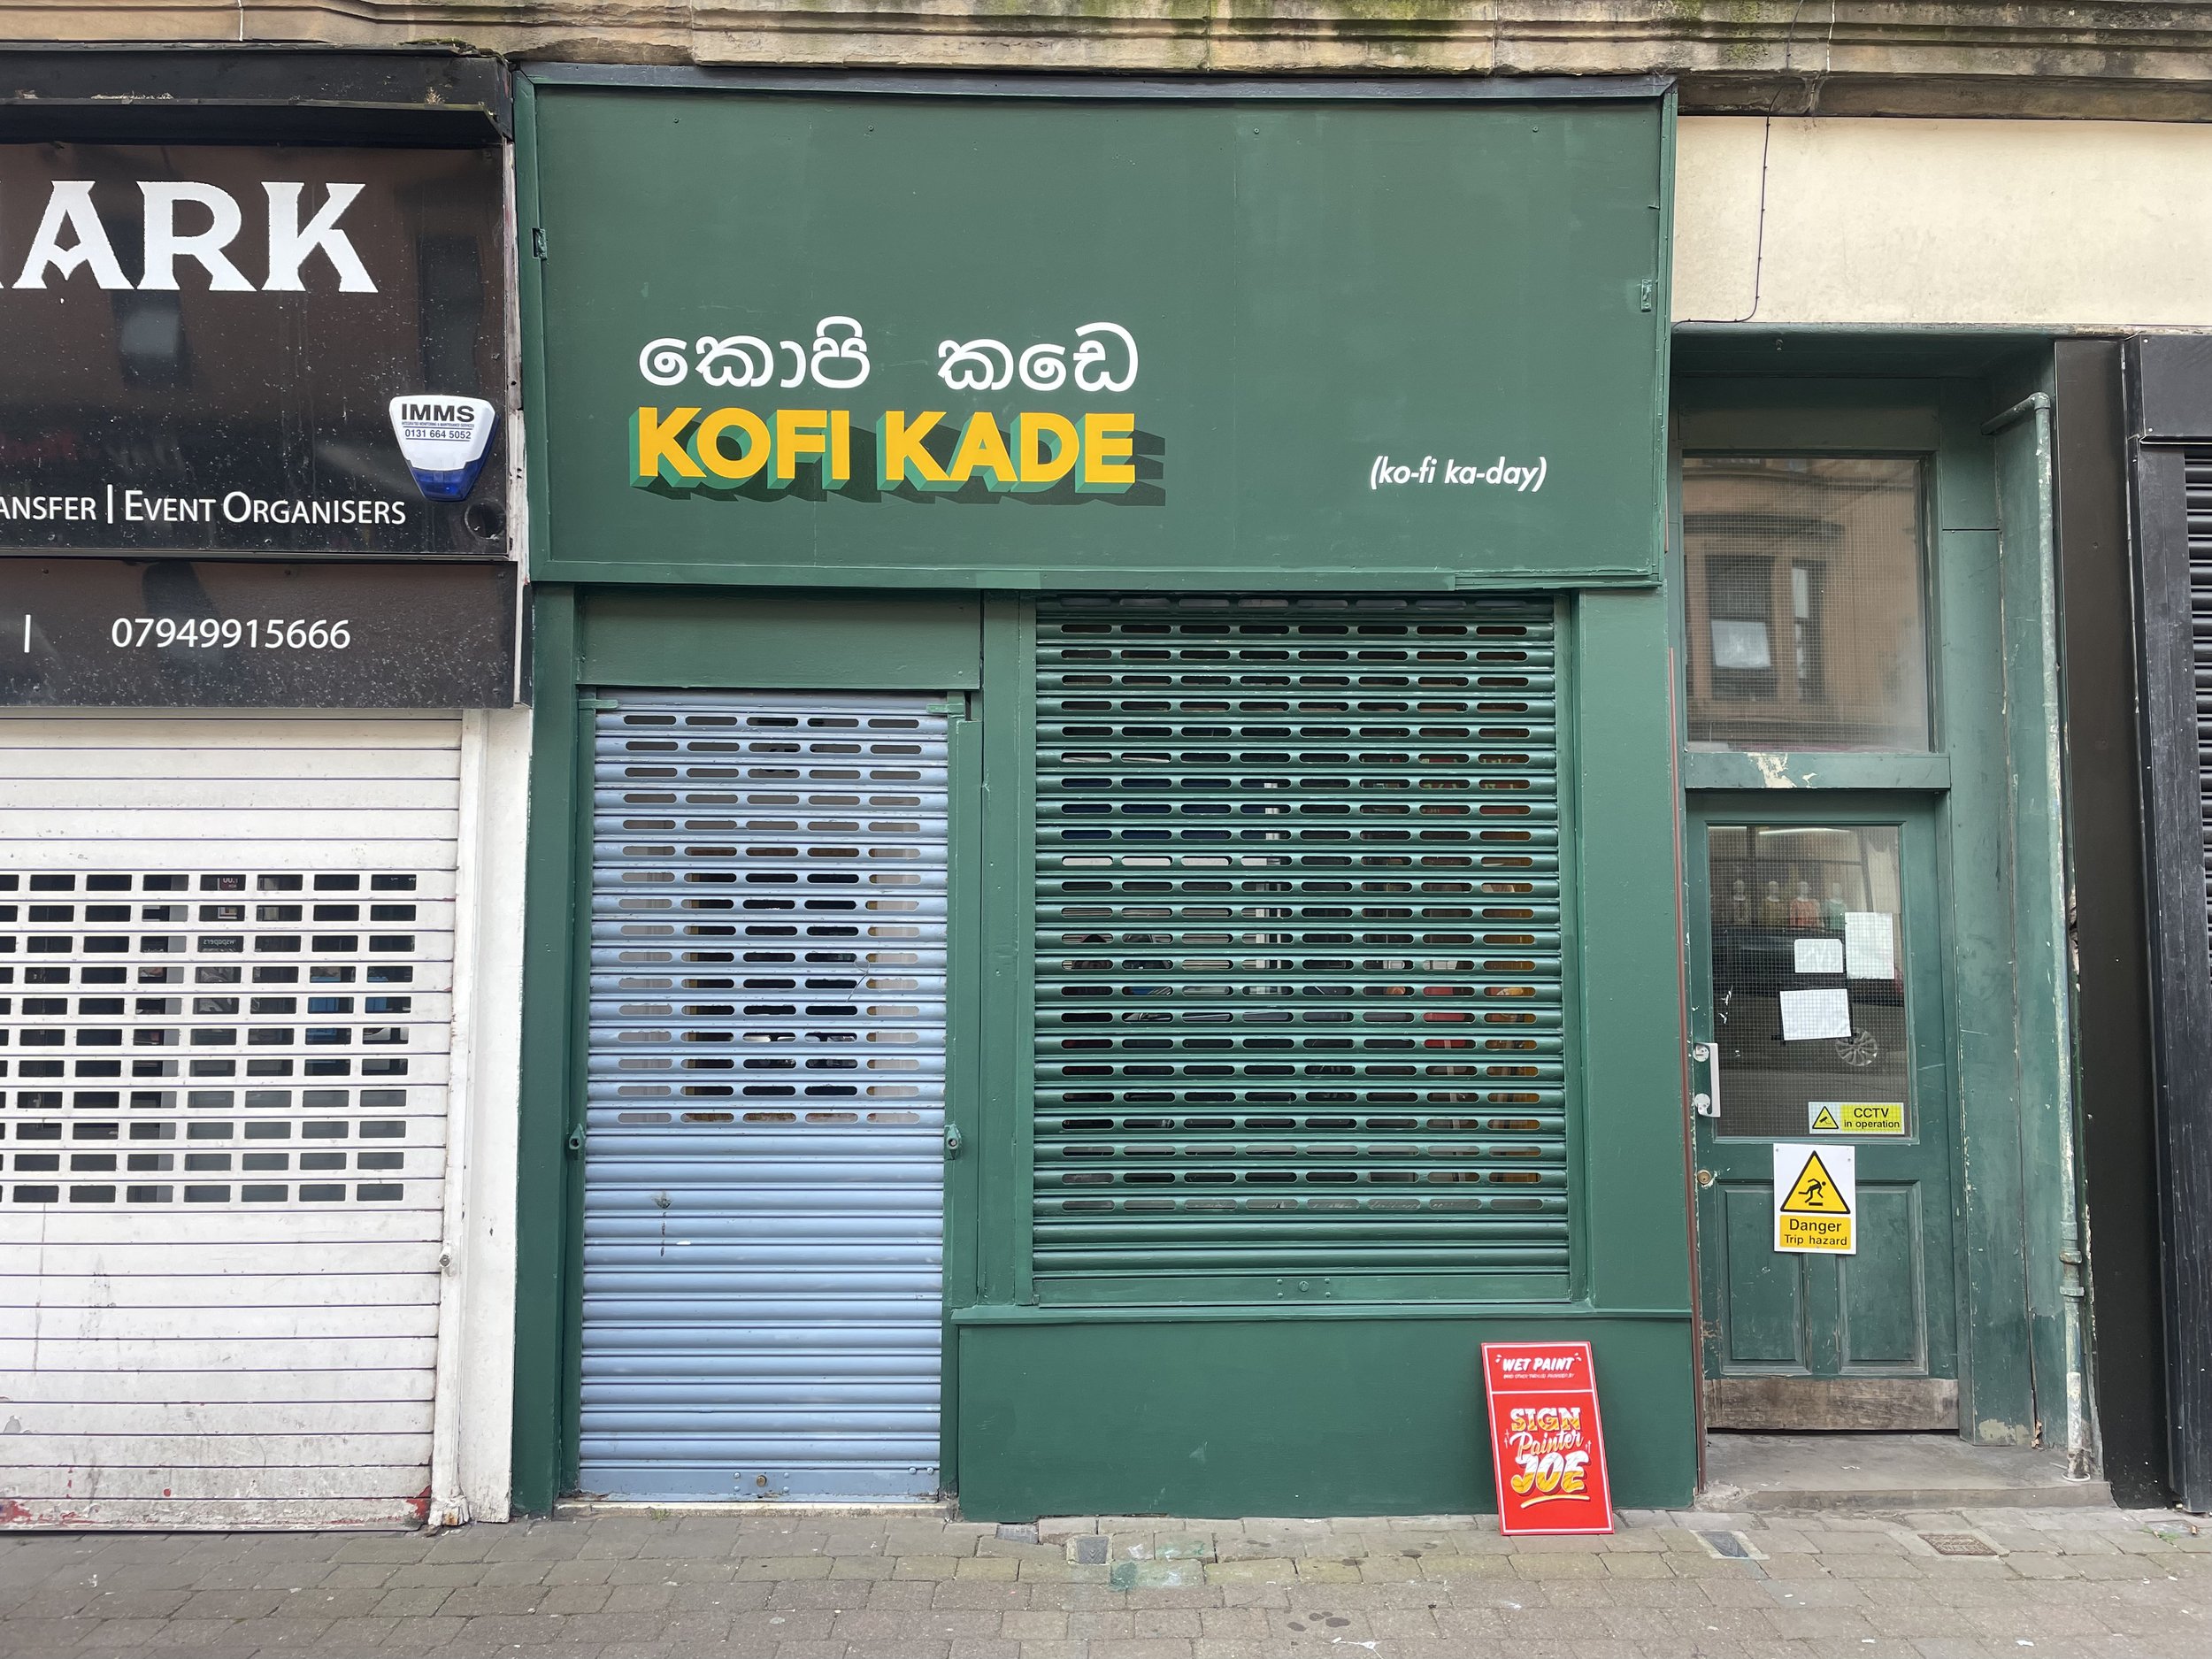 ARK
ANSFER | EVENT ORGANISERS
| 07949915666
IMMS
0131 664 5052
කොපි කඩෙ
KOFI KADE
(ko-fi ka-day)
CCTV
in operation
Danger
Trip hazard
"WET PAINT"
SIGN
Painter
JOE